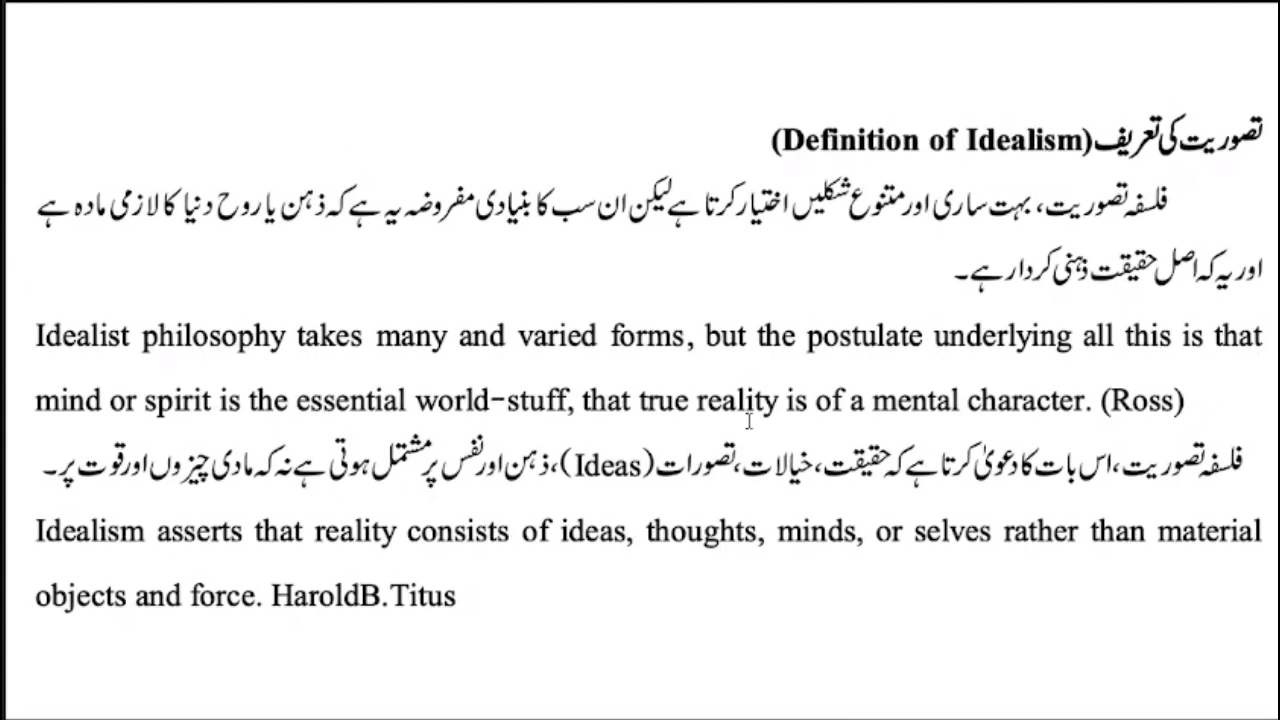 تصوریت کی تعریف(Definition of Idealism)
فلسفہ تصوریت، بہت ساری اور متنوع شکلیں اختیار کرتا ہے لیکن ان سب کا بنیادی مفروضہ یہ ہے کہ ذہن یا روح دنیا کا لازمی مادہ ہے
اور یہ کہ اصل حقیقت ذہنی کردار ہے۔
Idealist philosophy takes many and varied forms, but the postulate underlying all this is that
mind or spirit is the essential world-stuff, that true reality is of a mental character. (Ross)
فلسفہ تصوریت، اس بات کا دعویٰ کرتا ہے کہ حقیقت، خیالات، تصورات (Ideas)، ذہن اور نفس پر مشتمل ہوتی ہے نہ کہ مادی چیزوں اور قوت پر۔
Idealism asserts that reality consists of ideas, thoughts, minds, or selves rather than material
objects and force. HaroldB.Titus